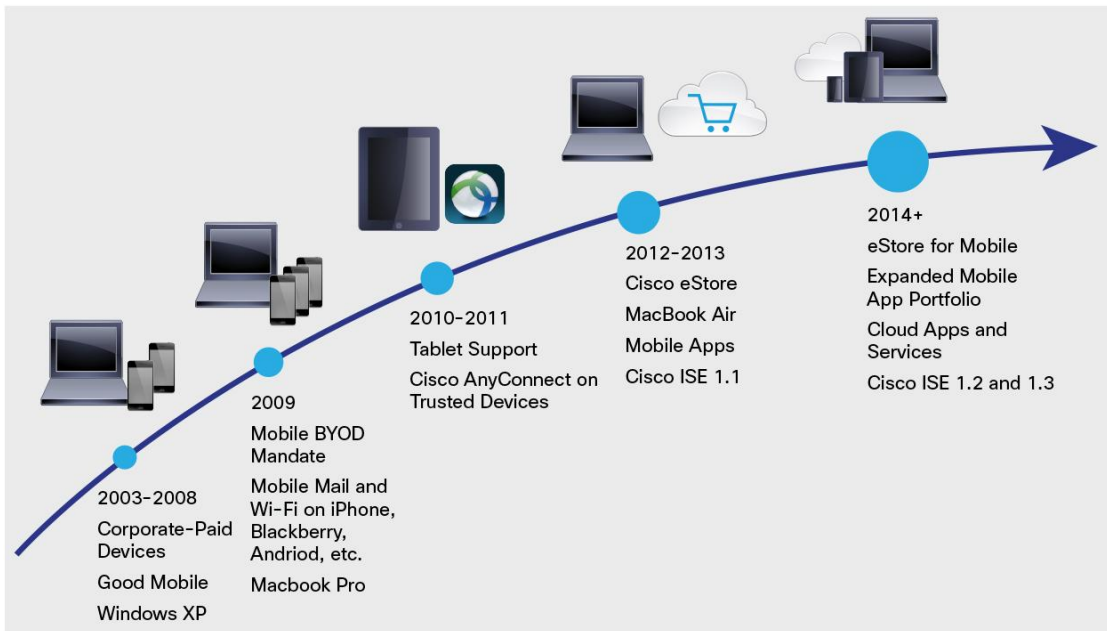 2003-2008
Corporate-Paid
Devices
Good Mobile
Windows XP
2009
Mobile BYOD
Mandate
Mobile Mail and
Wi-Fi on iPhone,
Blackberry,
Andriod, etc.
Macbook Pro
2010-2011
Tablet Support
Cisco AnyConnect on
Trusted Devices
2012-2013
Cisco eStore
MacBook Air
Mobile Apps
Cisco ISE 1.1
2014+
eStore for Mobile
Expanded Mobile
App Portfolio
Cloud Apps and
Services
Cisco ISE 1.2 and 1.3